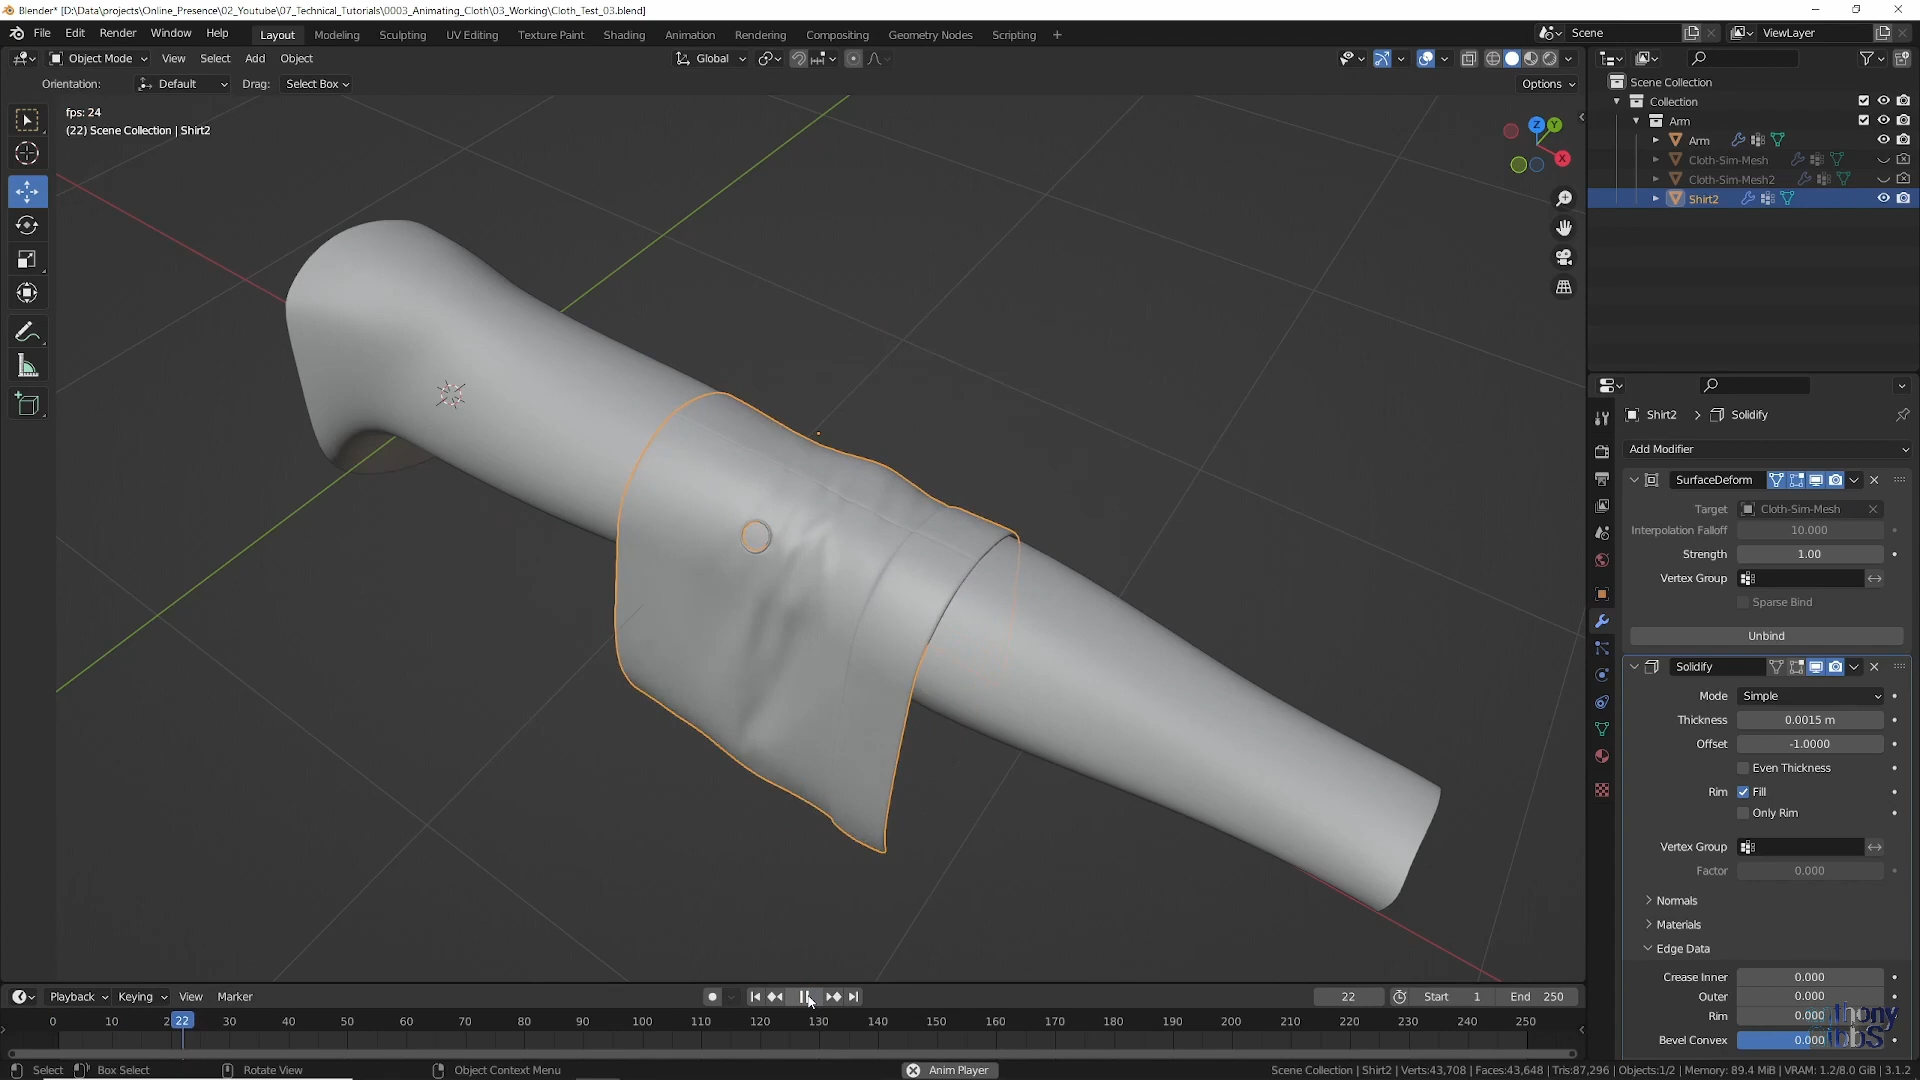 Blender* [D:\Data\projects\Online_Presence\02_Youtube\07_Technical_Tutorials\0003_Animating_Cloth\03_Working\Cloth_Test_03.blend]
File Edit Render Window Help Layout Modeling Sculpting UV Editing Texture Paint Shading Animation Rendering Compositing Geometry Nodes Scripting + Scene ViewLayer
Object Mode View Select Add Object Global
Orientation: Default Drag: Select Box Options
fps: 24
(22) Scene Collection | Shirt2
Z Y
X
Scene Collection
Collection
Arm
Arm
Cloth-Sim-Mesh
Cloth-Sim-Mesh2
Shirt2
Shirt2 > Solidify
Add Modifier
SurfaceDeform
Target Cloth-Sim-Mesh
Interpolation Falloff 10.000
Strength 1.00
Vertex Group
Sparse Bind
Unbind
Solidify
Mode Simple
Thickness 0.0015 m
Offset -1.0000
Even Thickness
Rim Fill
Only Rim
Vertex Group
Factor 0.000
Normals
Materials
Edge Data
Crease Inner 0.000
Outer 0.000
Rim 0.000
Bevel Convex 0.000
Playback Keying View Marker 22 Start 1 End 250
0 10 2 22 30 40 50 60 70 80 90 100 110 120 130 140 150 160 170 180 190 200 210 220 230 240 250
Select Box Select Rotate View Object Context Menu Anim Player Scene Collection | Shirt2 | Verts:43,708 | Faces:43,648 | Tris:87,296 | Objects:1/2 | Memory: 89.4 MiB | VRAM: 1.2/8.0 GiB | 3.1.2